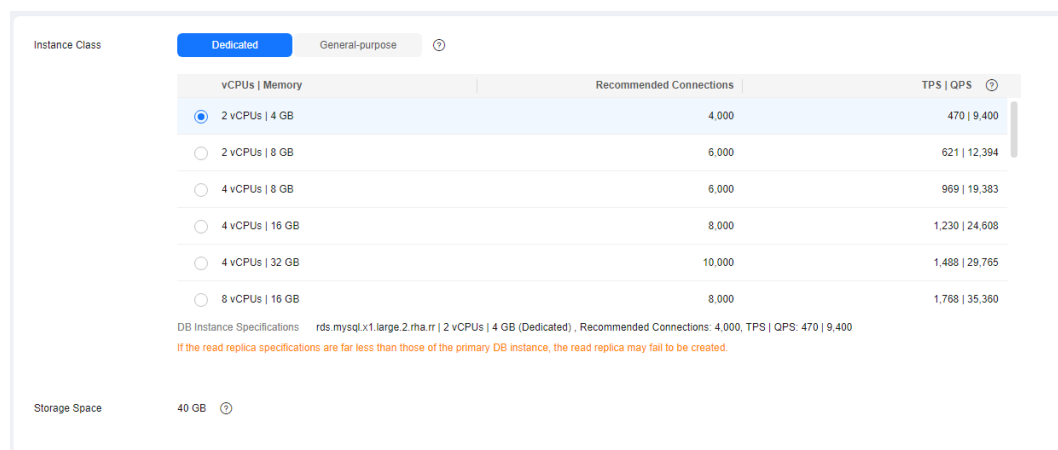 Instance Class Dedicated General-purpose ?
vCPUs | Memory Recommended Connections TPS | QPS ?
2 vCPUs | 4 GB 4,000 470 | 9,400
2 vCPUs | 8 GB 6,000 621 | 12,394
4 vCPUs | 8 GB 6,000 969 | 19,383
4 vCPUs | 16 GB 8,000 1,230 | 24,608
4 vCPUs | 32 GB 10,000 1,488 | 29,765
8 vCPUs | 16 GB 8,000 1,768 | 35,360
DB Instance Specifications rds.mysql.x1.large.2.rha.rr | 2 vCPUs | 4 GB (Dedicated) , Recommended Connections: 4,000, TPS | QPS: 470 | 9,400
If the read replica specifications are far less than those of the primary DB instance, the read replica may fail to be created.
Storage Space 40 GB ?